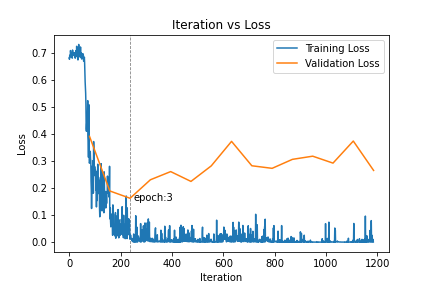 Iteration vs Loss
Training Loss
Validation Loss
Loss
0.7
0.6
0.5
0.4
0.3
0.2
0.1
0.0
epoch:3
0
200
400
600
800
1000
1200
Iteration